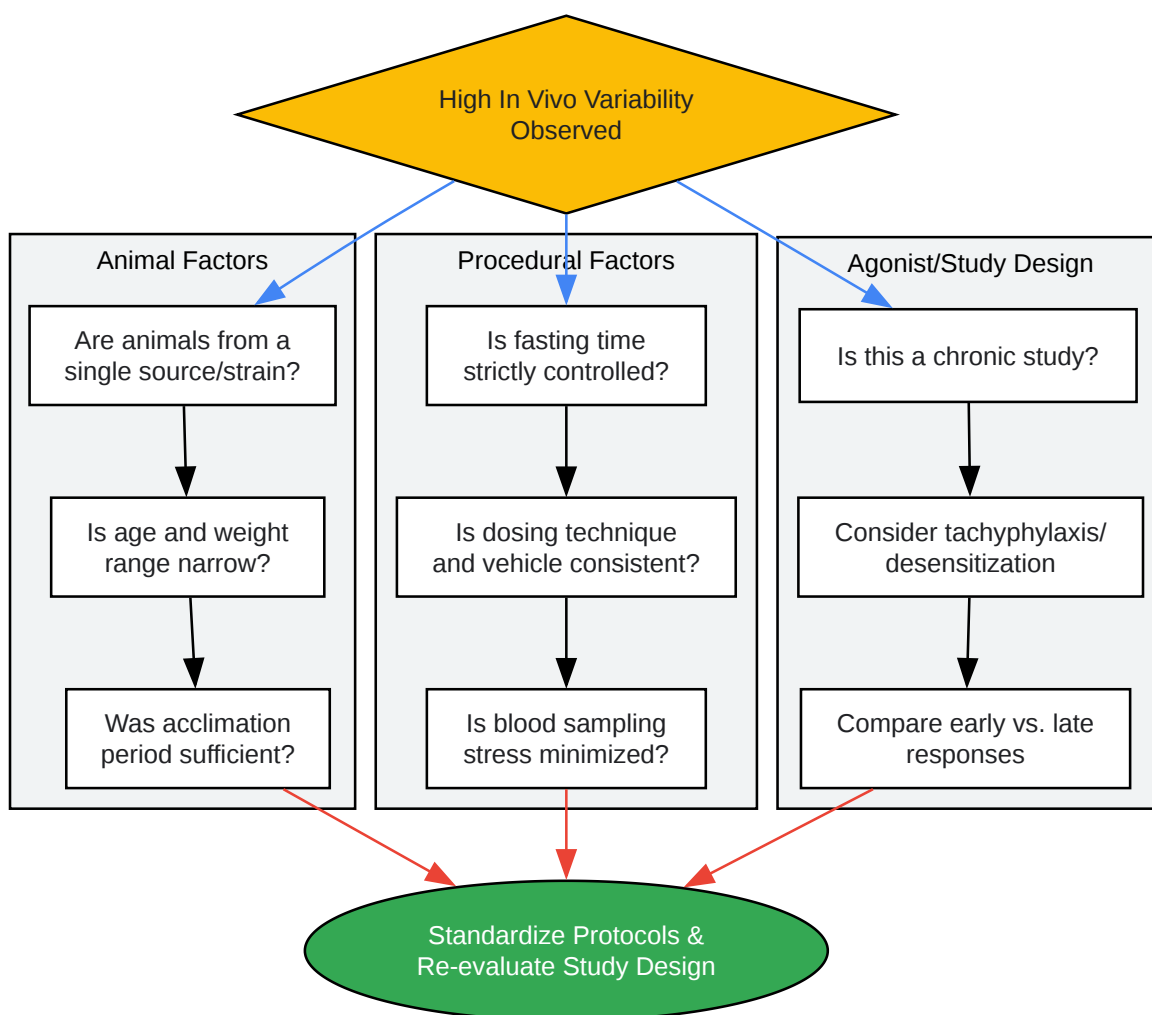 High In Vivo Variability
Observed
Animal Factors
Are animals from a
single source/strain?
Is age and weight
range narrow?
Was acclimation
period sufficient?
Procedural Factors
Is fasting time
strictly controlled?
Is dosing technique
and vehicle consistent?
Is blood sampling
stress minimized?
Agonist/Study Design
Is this a chronic study?
Consider tachyphylaxis/
desensitization
Compare early vs. late
responses
Standardize Protocols &
Re-evaluate Study Design